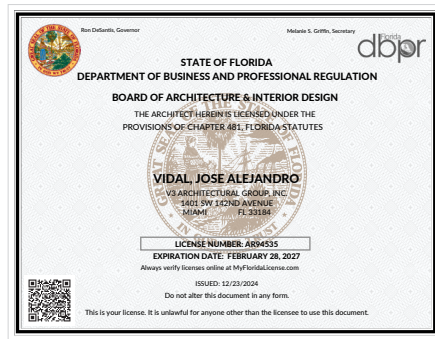 Ron DeSantis, Governor
Melanie S. Griffin, Secretary
Florida
dbpr
STATE OF FLORIDA
DEPARTMENT OF BUSINESS AND PROFESSIONAL REGULATION
BOARD OF ARCHITECTURE & INTERIOR DESIGN
THE ARCHITECT HEREIN IS LICENSED UNDER THE
PROVISIONS OF CHAPTER 481, FLORIDA STATUTES
VIDAL, JOSE ALEJANDRO
V3 ARCHITECTURAL GROUP, INC.
1401 SW 142ND AVENUE
MIAMI FL 33184
LICENSE NUMBER: AR94535
EXPIRATION DATE: FEBRUARY 28, 2027
Always verify licenses online at MyFloridaLicense.com
ISSUED: 12/23/2024
Do not alter this document in any form.
This is your license. It is unlawful for anyone other than the licensee to use this document.